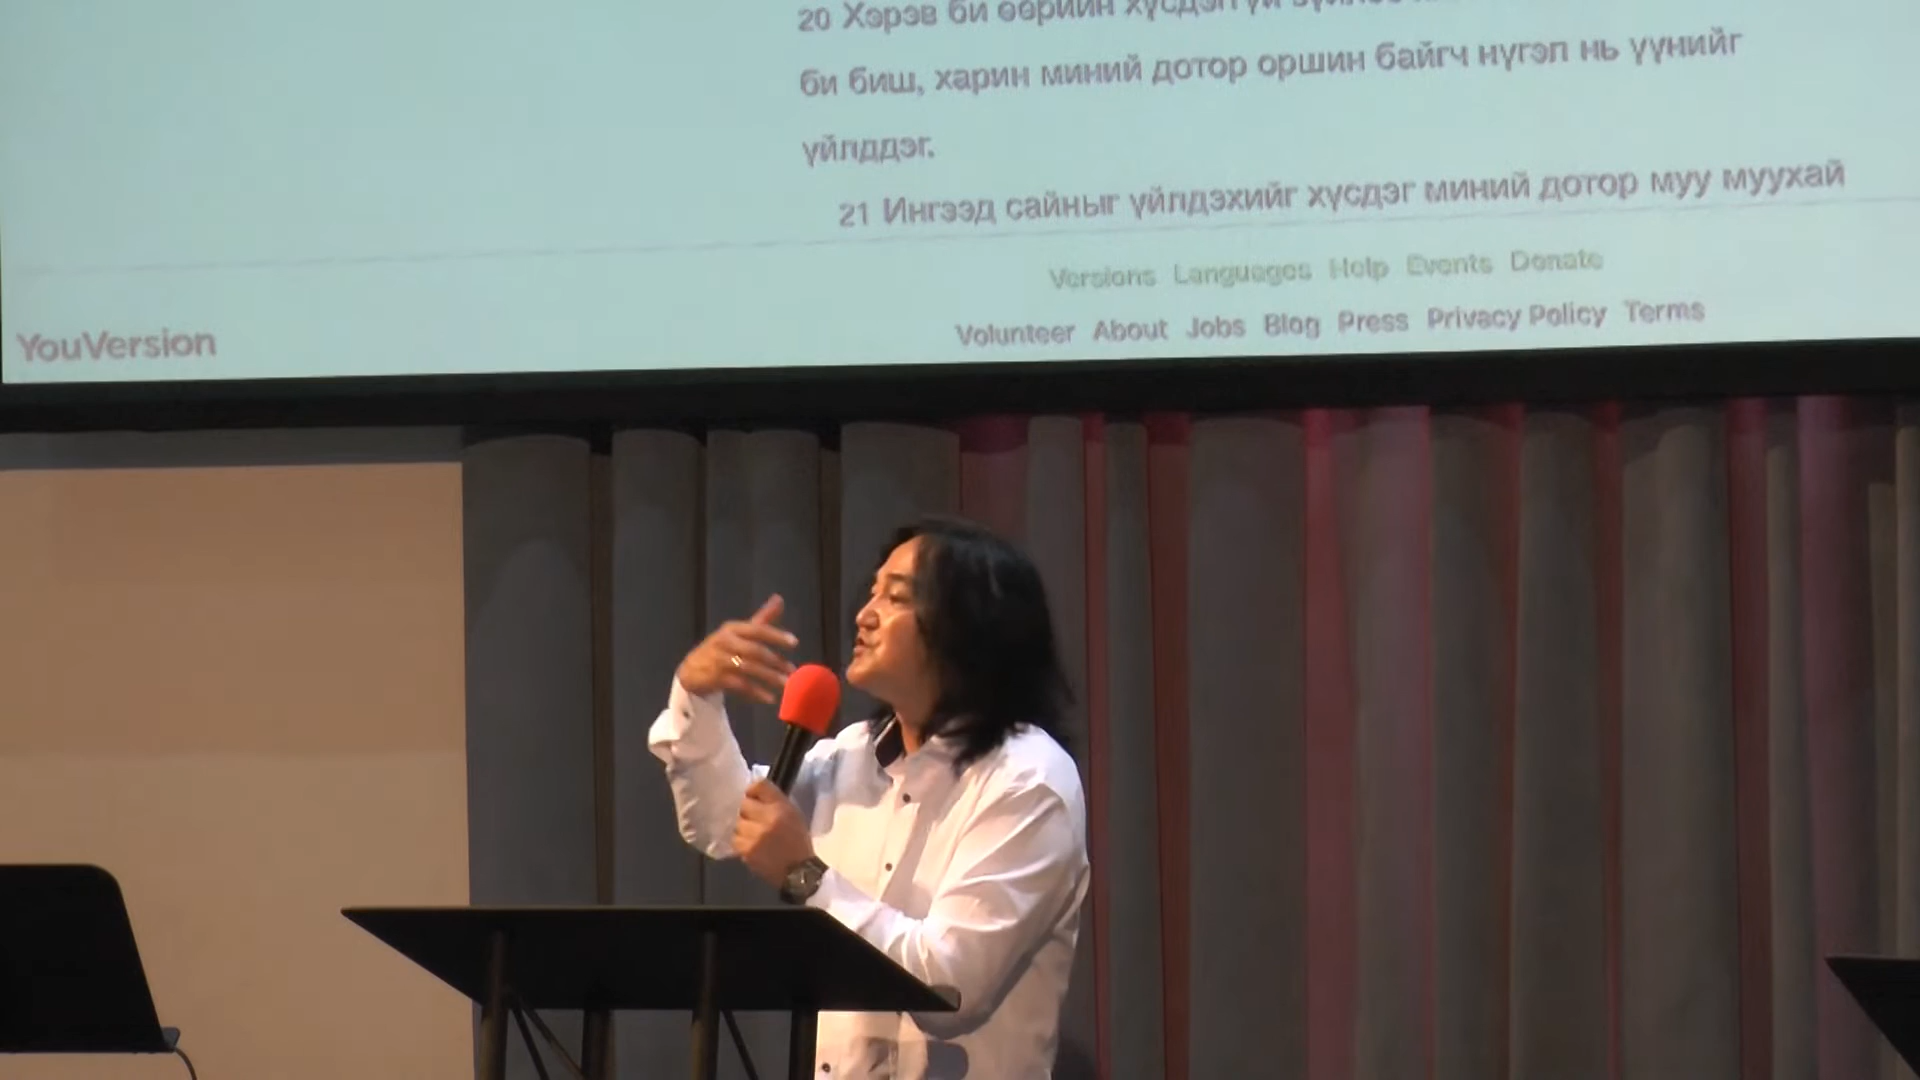 20 Хэрэв би өөрийн хүсдэггүй
би биш, харин миний дотор оршин байгч нүгэл нь үүнийг
үйлддэг.
21 Ингээд сайныг үйлдэхийг хүсдэг миний дотор муу муухай
Versions Languages Help Events Donate
YouVersion
Volunteer About Jobs Blog Press Privacy Policy Terms